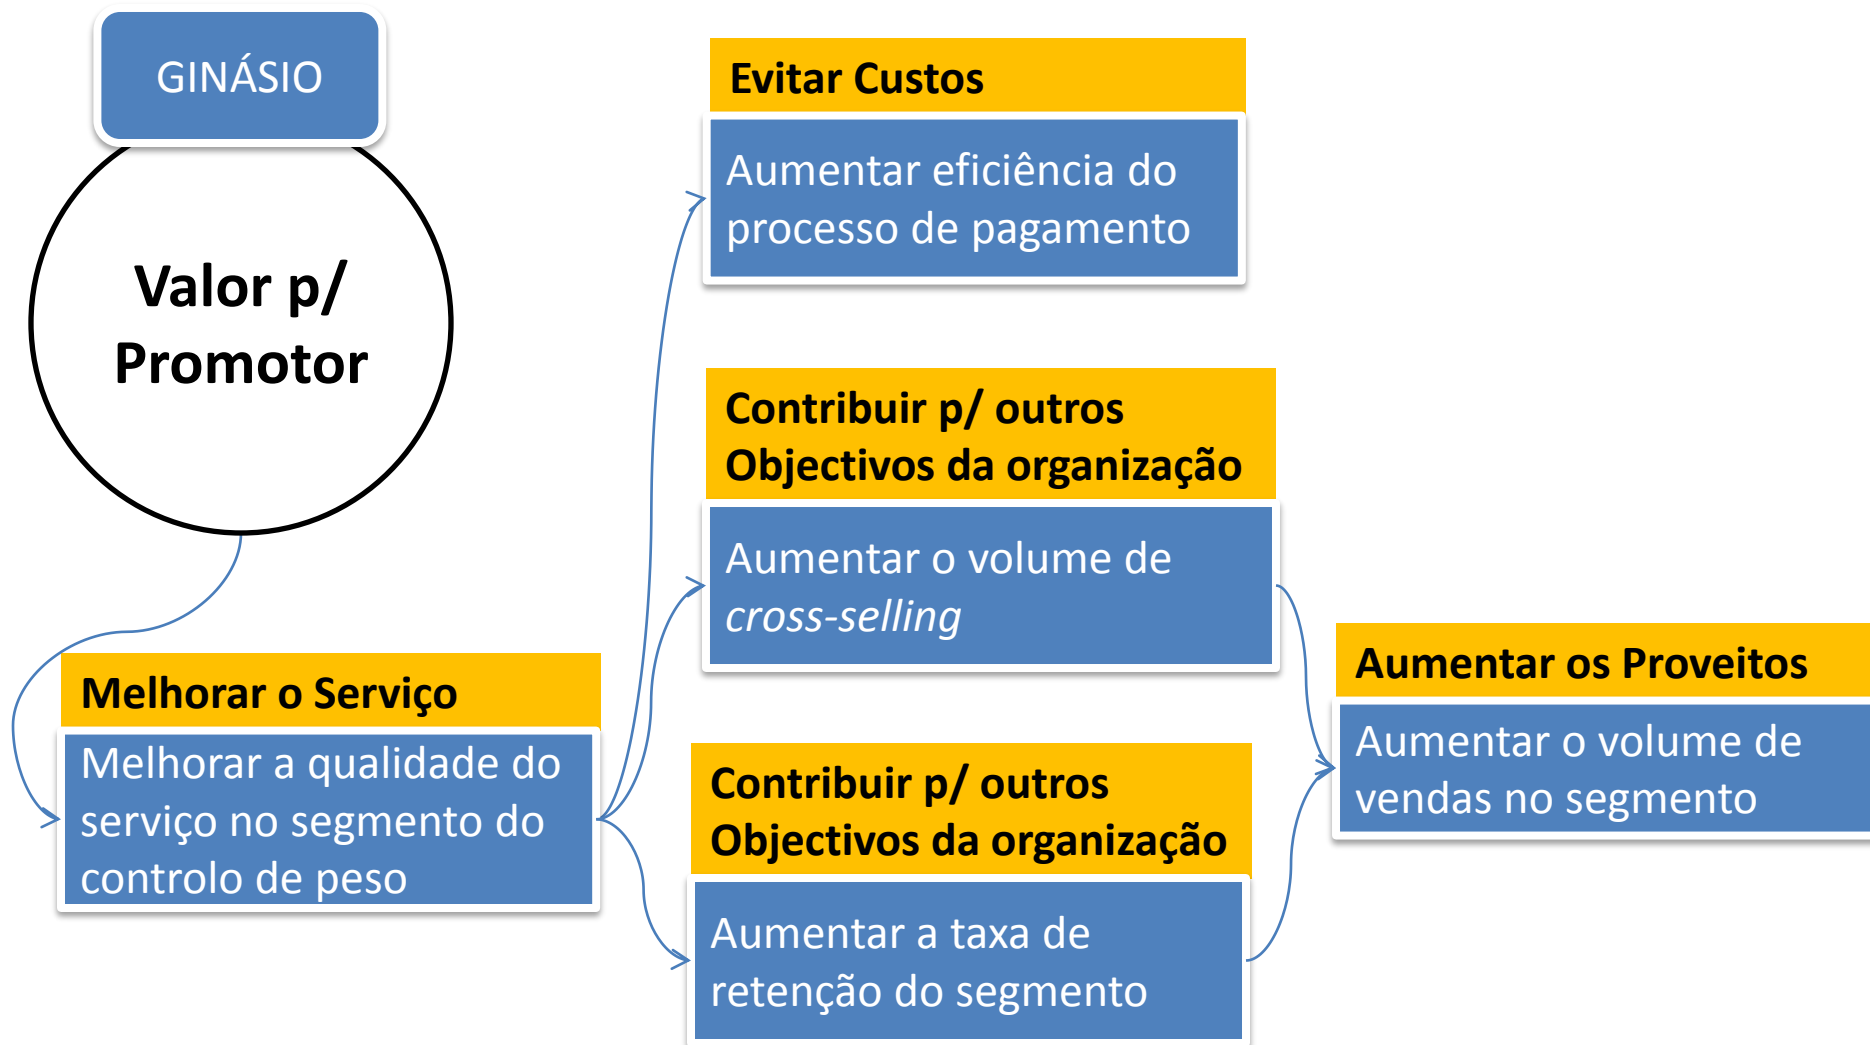 GINÁSIO
Valor p/
Promotor
Evitar Custos
Aumentar eficiência do
processo de pagamento
Contribuir p/ outros
Objectivos da organização
Aumentar o volume de
cross-selling
Melhorar o Serviço
Melhorar a qualidade do
serviço no segmento do
controlo de peso
Contribuir p/ outros
Objectivos da organização
Aumentar a taxa de
retenção do segmento
Aumentar os Proveitos
Aumentar o volume de
vendas no segmento